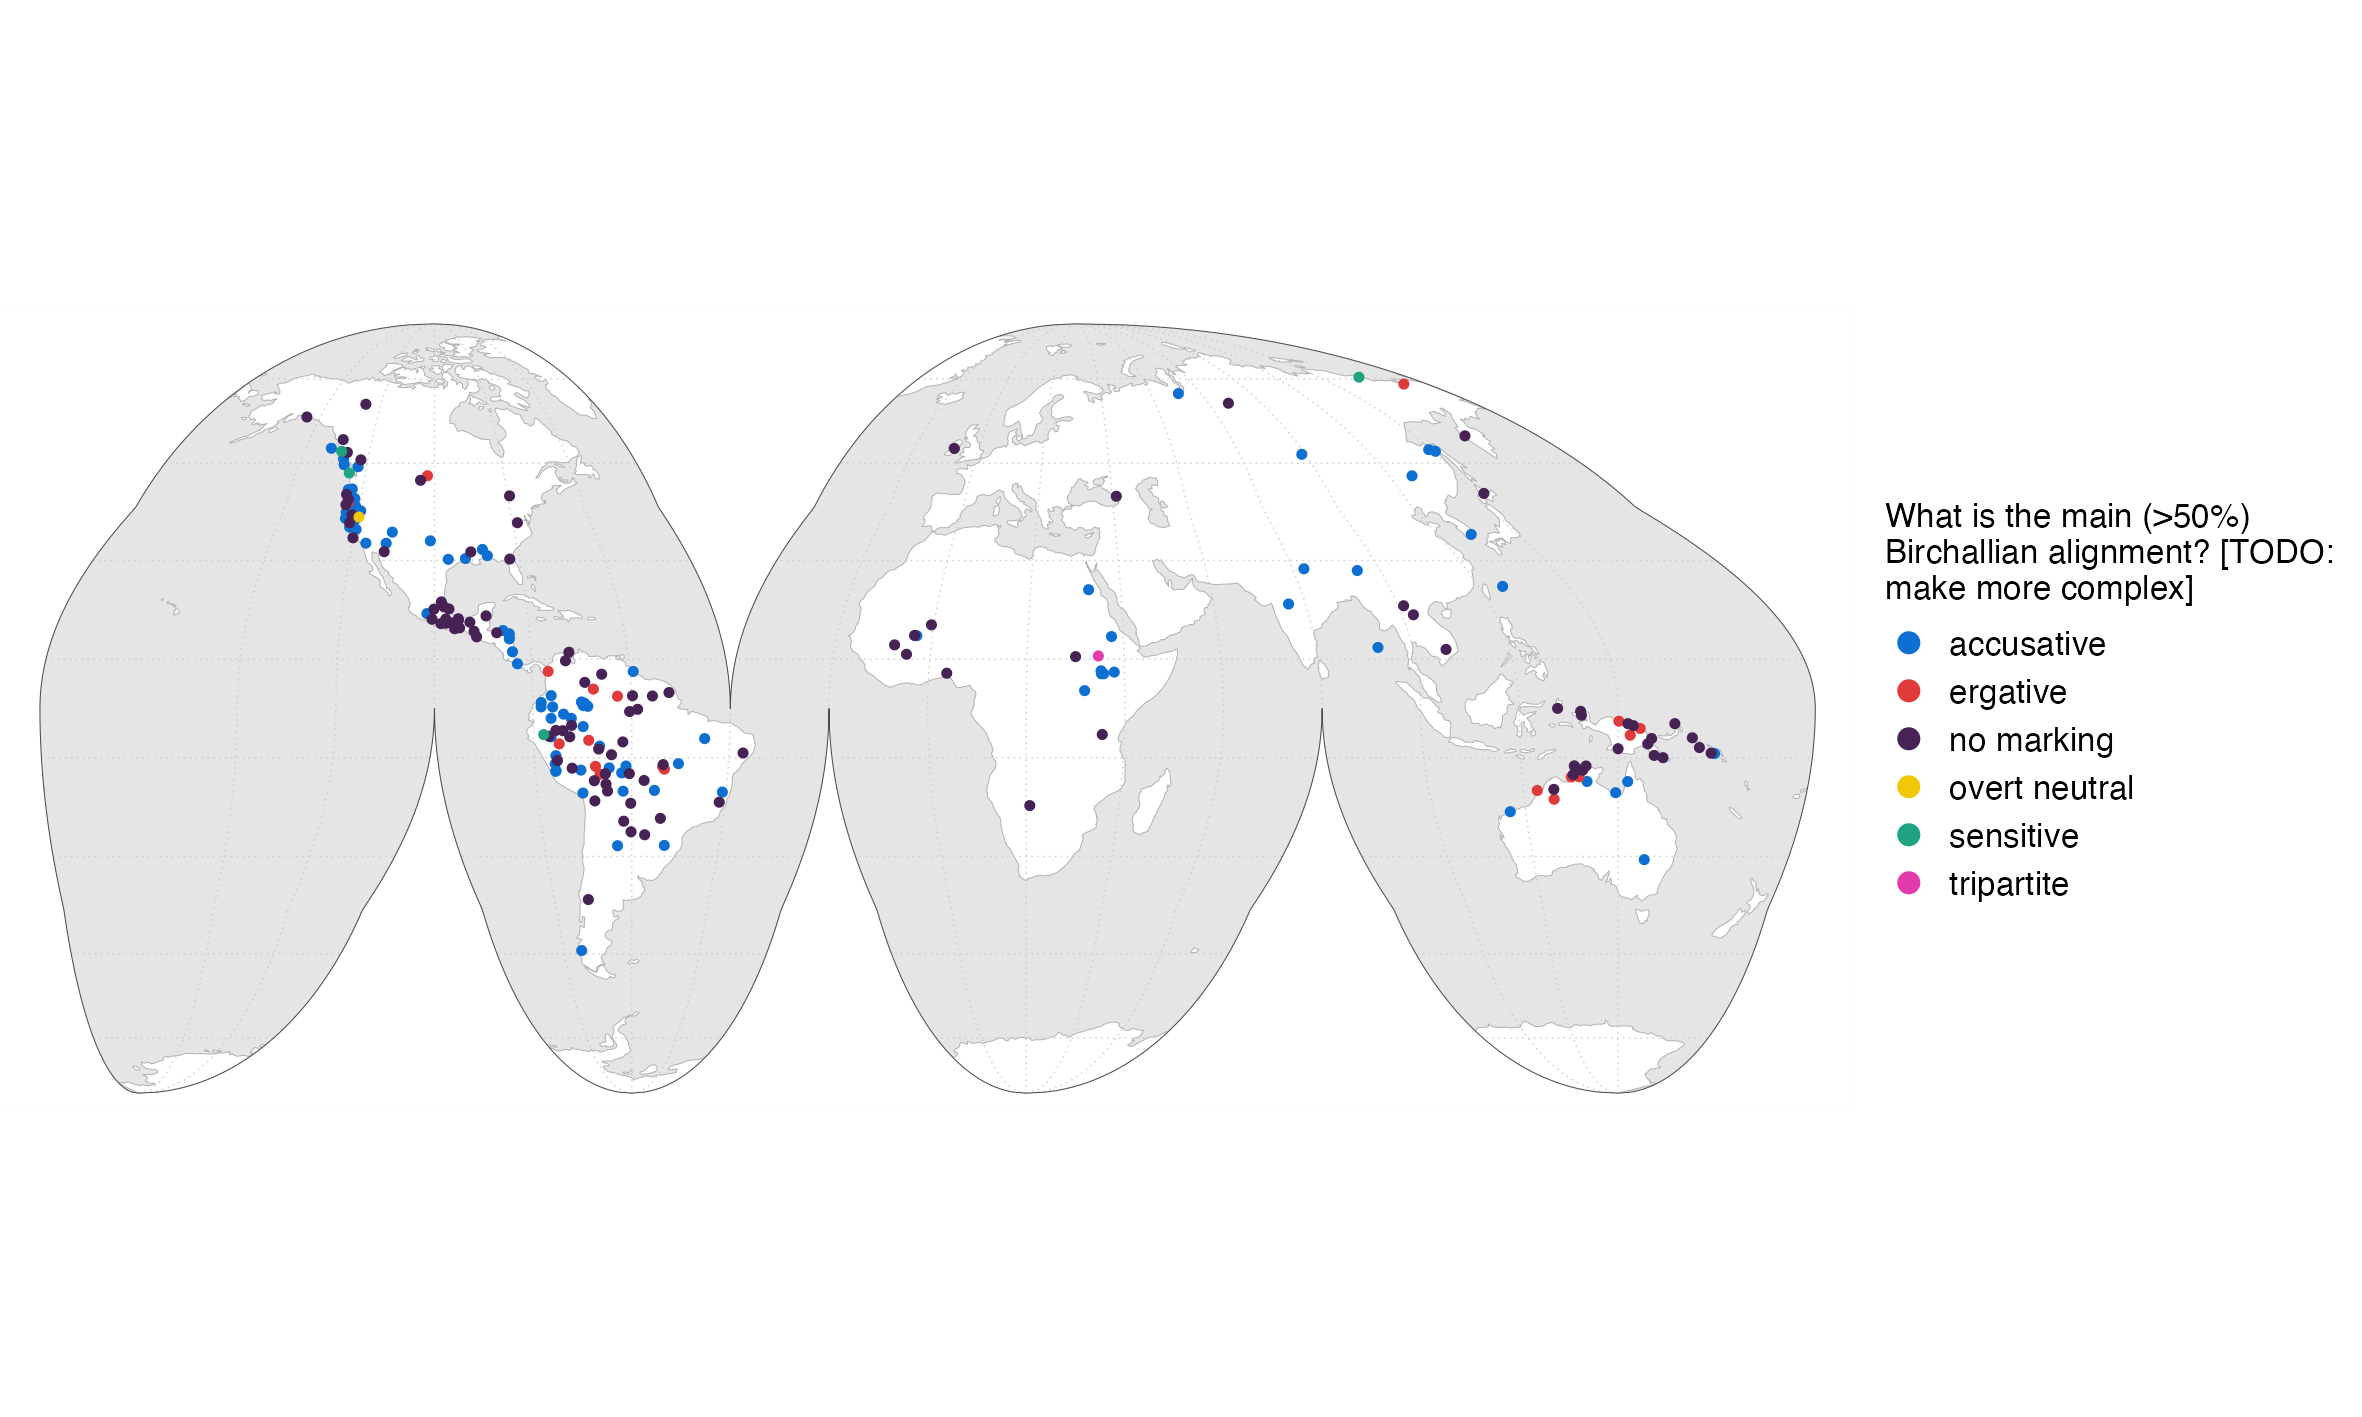 What is the main (>50%)
Birchallian alignment? [TODO:
make more complex]
accusative
ergative
no marking
overt neutral
sensitive
tripartite